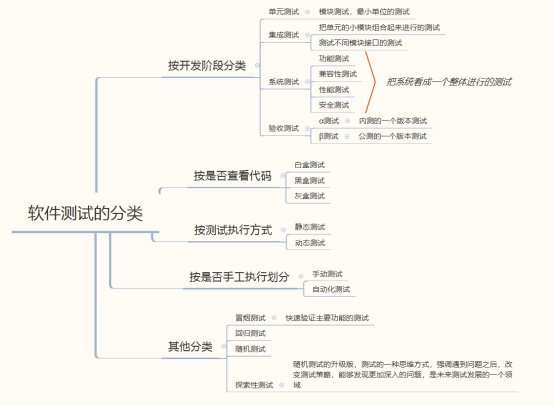 软件测试的分类
按开发阶段分类
单元测试
模块测试，最小单位的测试
集成测试
把单元的小模块组合起来进行的测试
测试不同模块接口的测试
系统测试
功能测试
兼容性测试
性能测试
安全测试
把系统看成一个整体进行的测试
验收测试
α测试
内测的一个版本测试
β测试
公测的一个版本测试
按是否查看代码
白盒测试
黑盒测试
灰盒测试
按测试执行方式
静态测试
动态测试
按是否手工执行划分
手动测试
自动化测试
其他分类
冒烟测试
快速验证主要功能的测试
回归测试
随机测试
探索性测试
随机测试的升级版，测试的一种思维方式，强调遇到问题之后，改
变测试策略，能够发现更加深入的问题，是未来测试发展的一个领
域